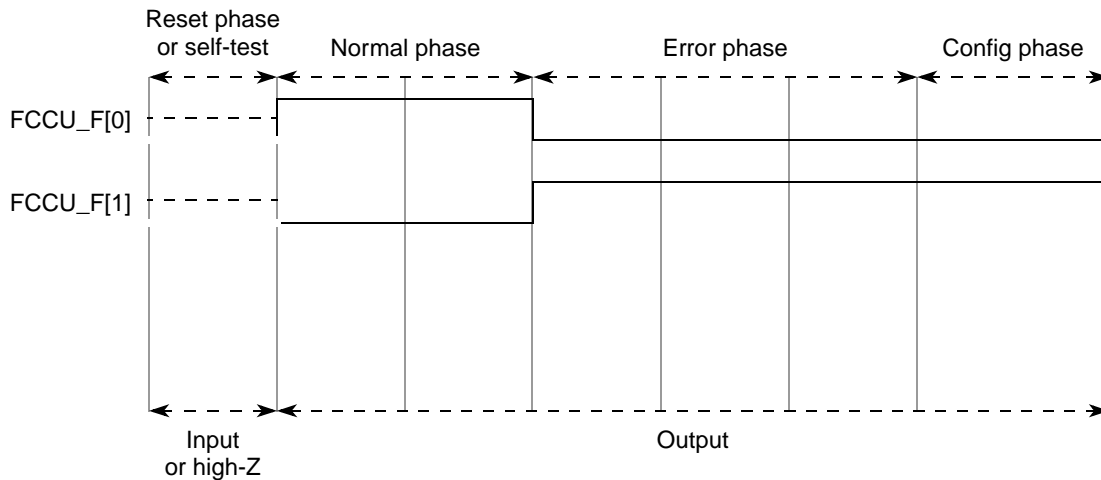 Reset phase
or self-test
Normal phase
Error phase
Config phase
FCCU_F[0]
FCCU_F[1]
Input
or high-Z
Output